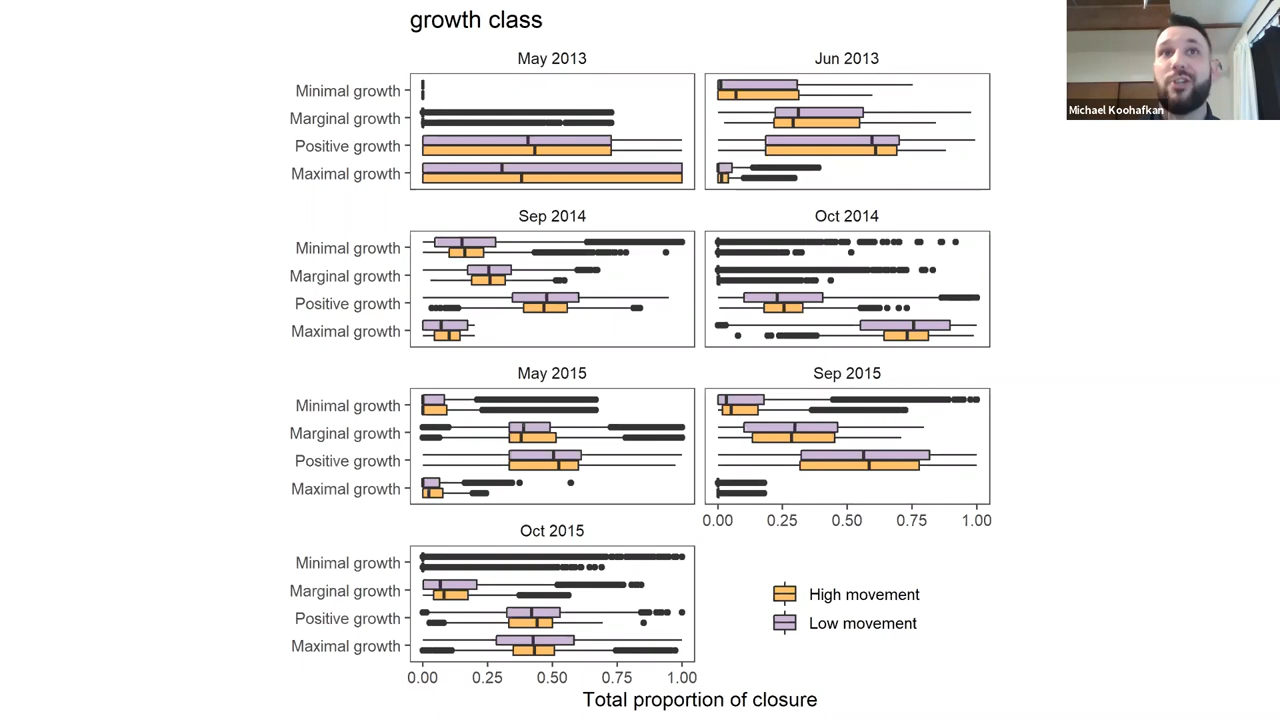 growth class
Michael Koohafkan
May 2013
Jun 2013
Minimal growth
Marginal growth
Positive growth
Maximal growth
Sep 2014
Oct 2014
Minimal growth
Marginal growth
Positive growth
Maximal growth
May 2015
Sep 2015
Minimal growth
Marginal growth
Positive growth
Maximal growth
0.00 0.25 0.50 0.75 1.00
Oct 2015
Minimal growth
Marginal growth
Positive growth
Maximal growth
High movement
Low movement
0.00 0.25 0.50 0.75 1.00
Total proportion of closure